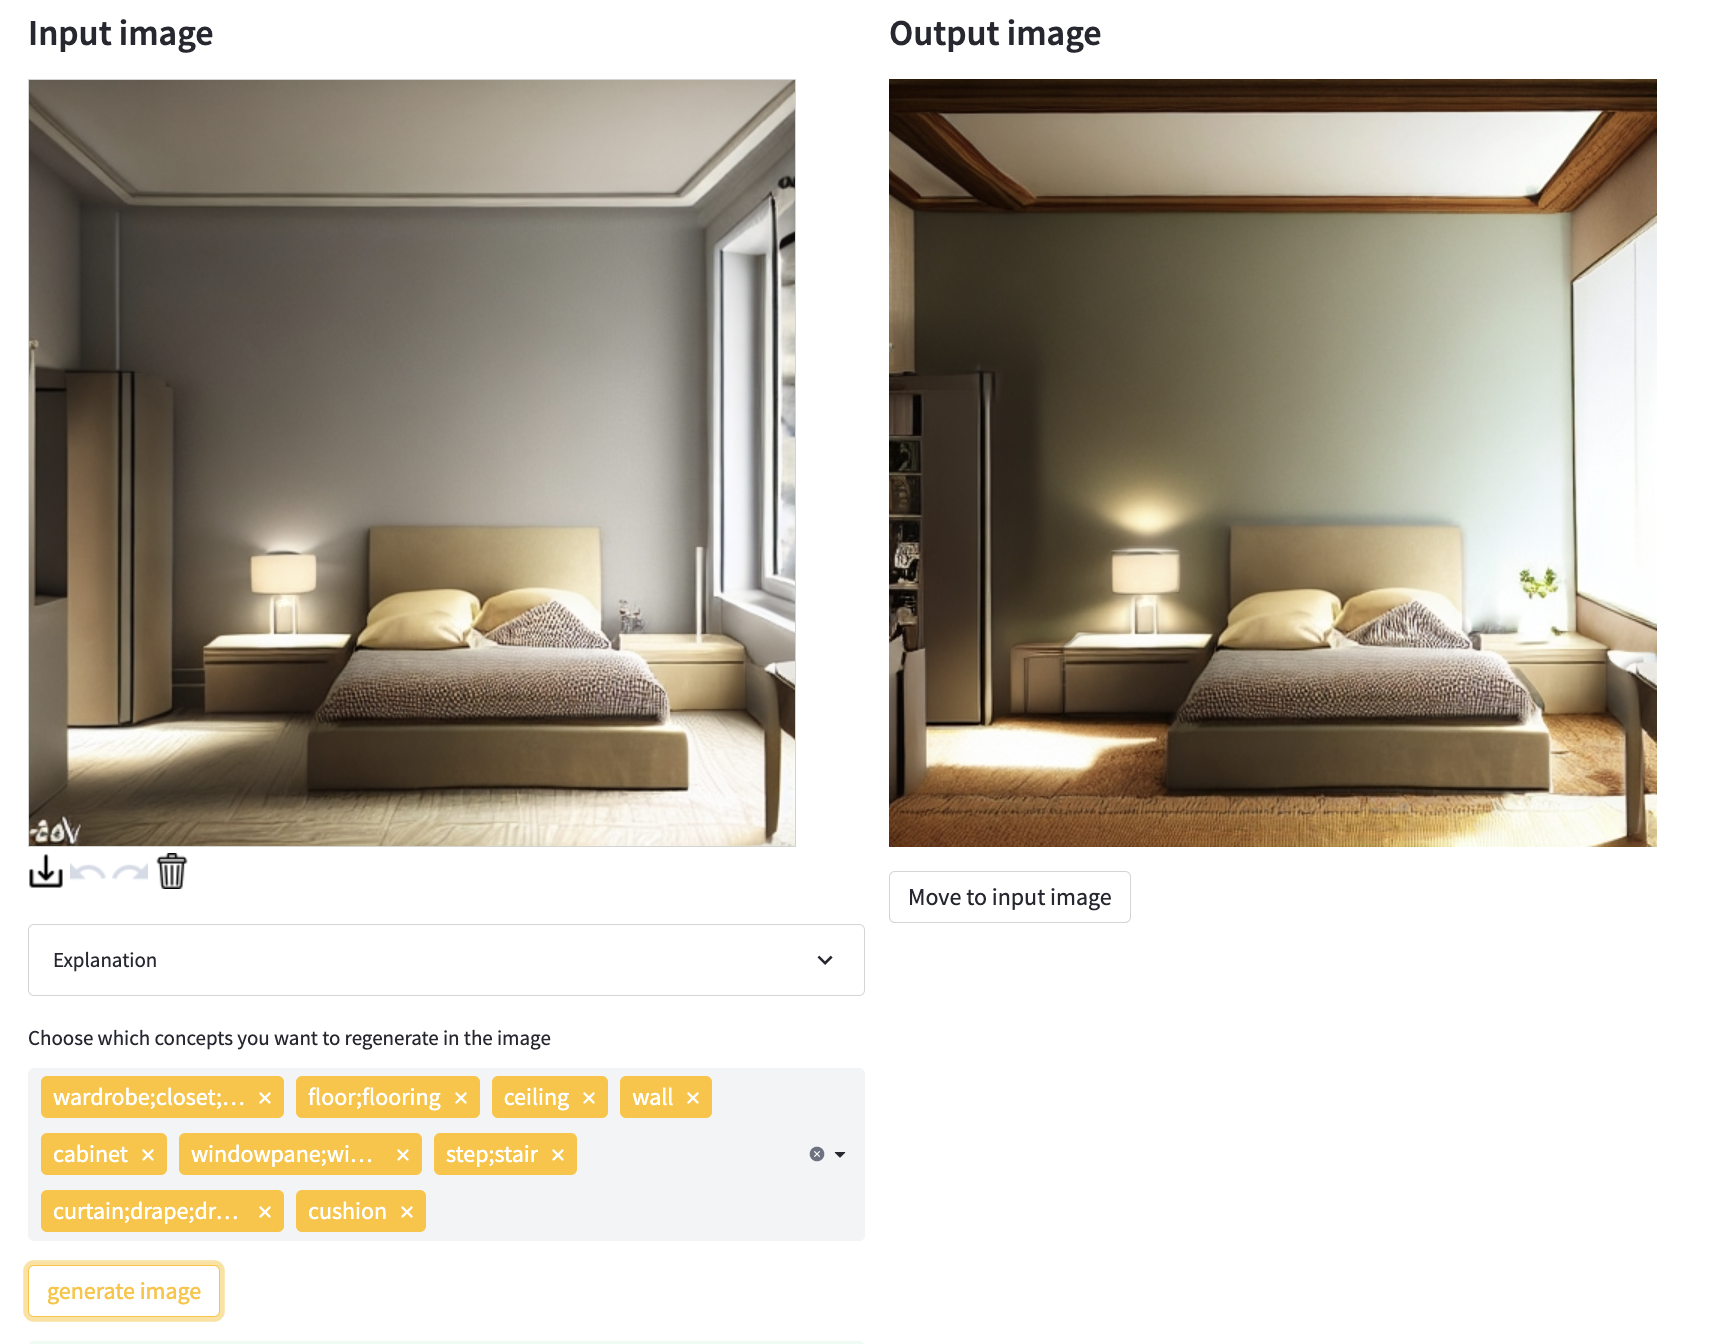 Input image
Output image
Move to input image
Explanation
Choose which concepts you want to regenerate in the image
wardrobe;closet;... ×
floor;flooring ×
ceiling ×
wall ×
cabinet ×
windowpane;wi... ×
step;stair ×
curtain;drape;dr... ×
cushion ×
generate image